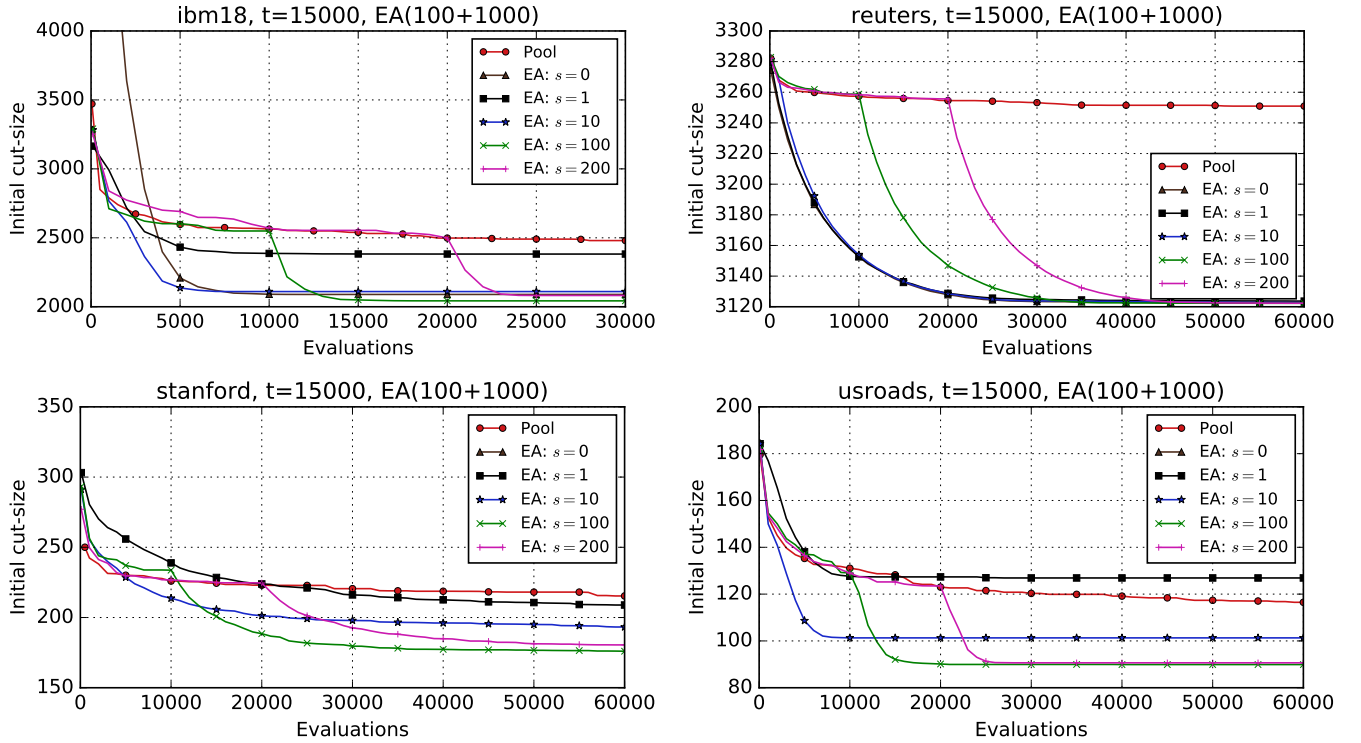 ibm18, t=15000, EA(100+1000)
Initial cut-size
4000
3500
3000
2500
2000
0 5000 10000 15000 20000 25000 30000
Evaluations
Pool
EA: s = 0
EA: s = 1
EA: s = 10
EA: s = 100
EA: s = 200
reuters, t=15000, EA(100+1000)
Initial cut-size
3300
3280
3260
3240
3220
3200
3180
3160
3140
3120
0 10000 20000 30000 40000 50000 60000
Evaluations
Pool
EA: s = 0
EA: s = 1
EA: s = 10
EA: s = 100
EA: s = 200
stanford, t=15000, EA(100+1000)
Initial cut-size
350
300
250
200
150
0 10000 20000 30000 40000 50000 60000
Evaluations
Pool
EA: s = 0
EA: s = 1
EA: s = 10
EA: s = 100
EA: s = 200
usroads, t=15000, EA(100+1000)
Initial cut-size
200
180
160
140
120
100
80
0 10000 20000 30000 40000 50000 60000
Evaluations
Pool
EA: s = 0
EA: s = 1
EA: s = 10
EA: s = 100
EA: s = 200